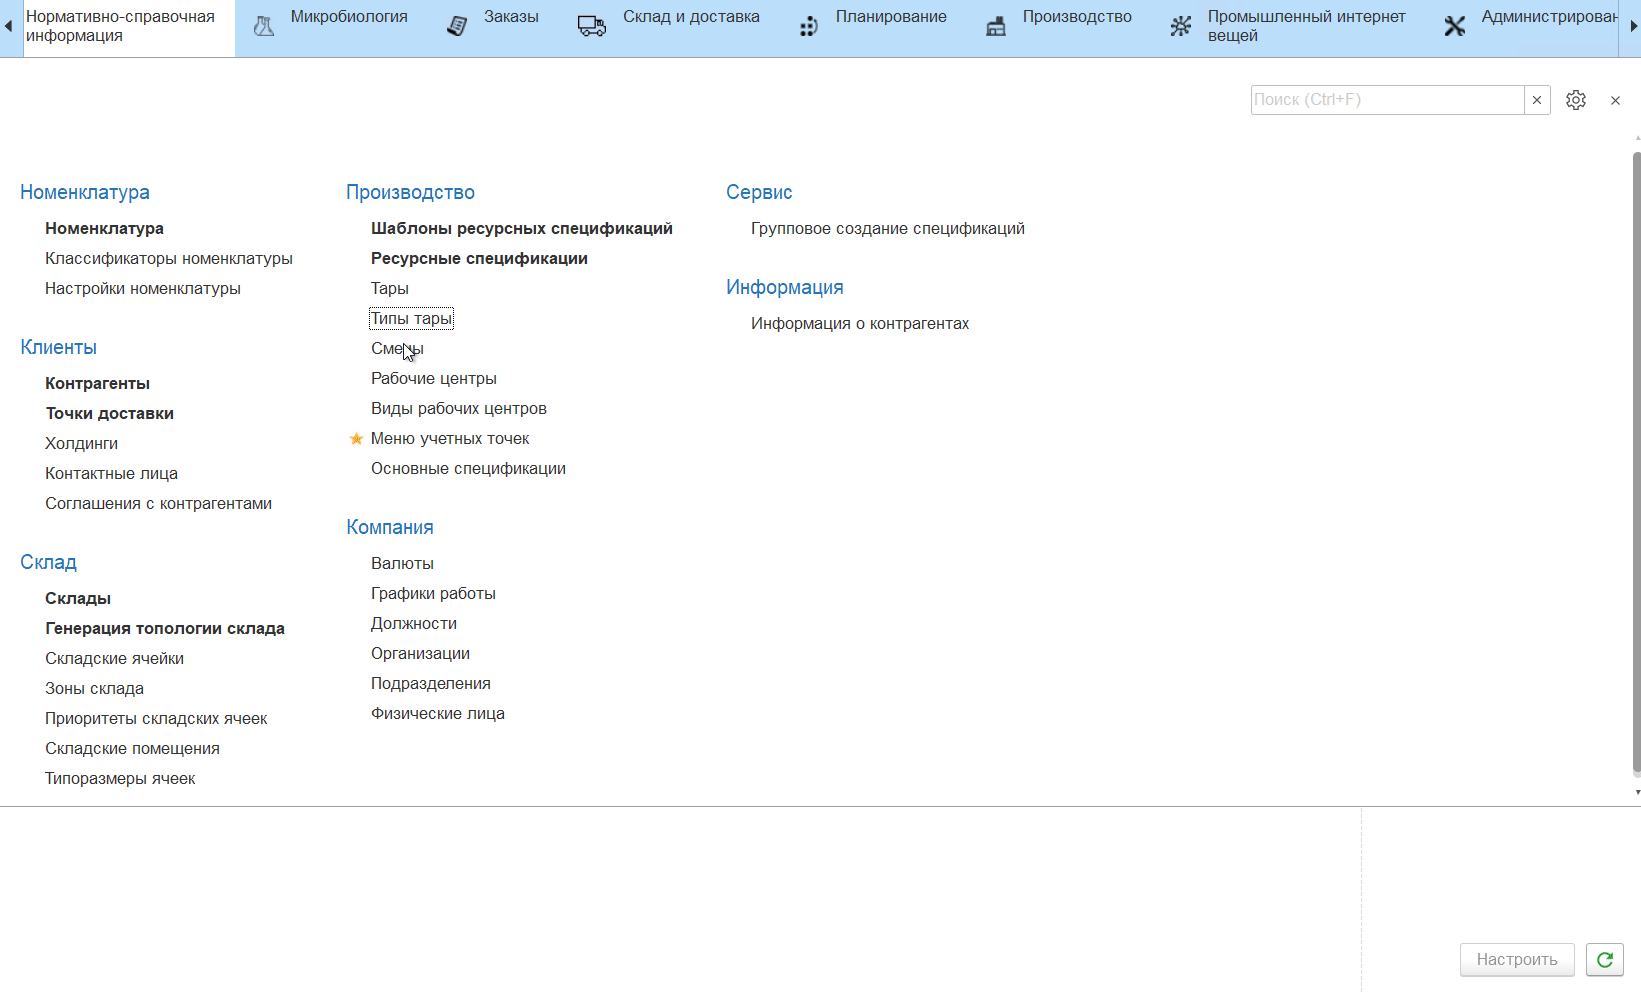 Нормативно-справочная
информация
Микробиология
Заказы
Склад и доставка
Планирование
Производство
Промышленный интернет
вещей
Администрирован
Поиск (Ctrl+F)
Номенклатура
Номенклатура
Классификаторы номенклатуры
Настройки номенклатуры
Клиенты
Контрагенты
Точки доставки
Холдинги
Контактные лица
Соглашения с контрагентами
Склад
Склады
Генерация топологии склада
Складские ячейки
Зоны склада
Приоритеты складских ячеек
Складские помещения
Типоразмеры ячеек
Производство
Шаблоны ресурсных спецификаций
Ресурсные спецификации
Тары
Типы тары
Смены
Рабочие центры
Виды рабочих центров
Меню учетных точек
Основные спецификации
Компания
Валюты
Графики работы
Должности
Организации
Подразделения
Физические лица
Сервис
Групповое создание спецификаций
Информация
Информация о контрагентах
Настроить